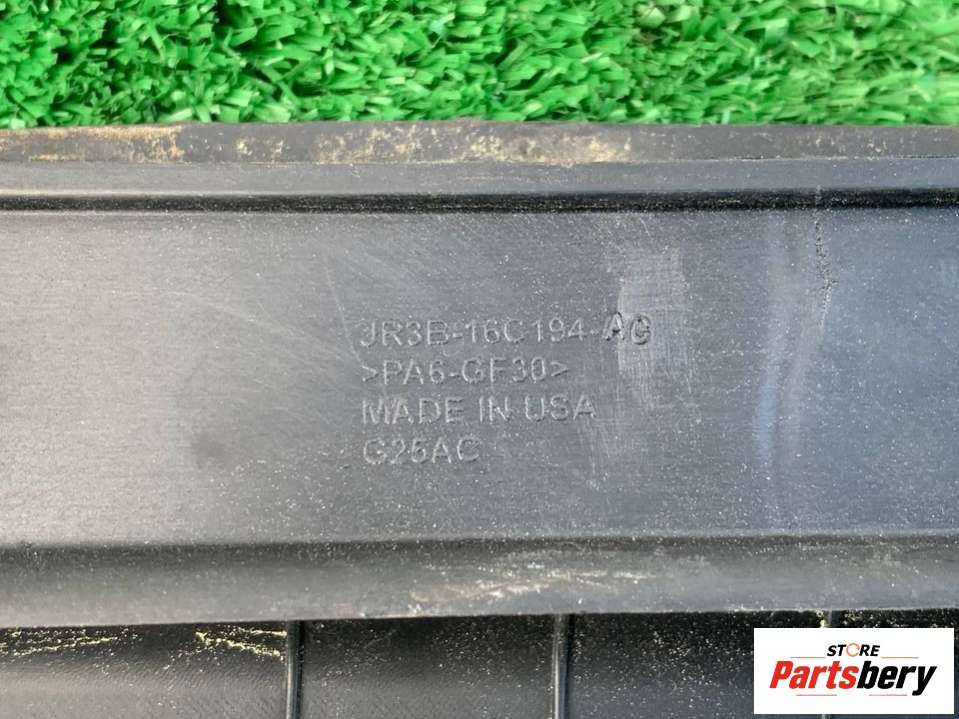 JR3B-16C194-AC
>PA6-GF30<
MADE IN USA
G25AC
STORE
Partsbery